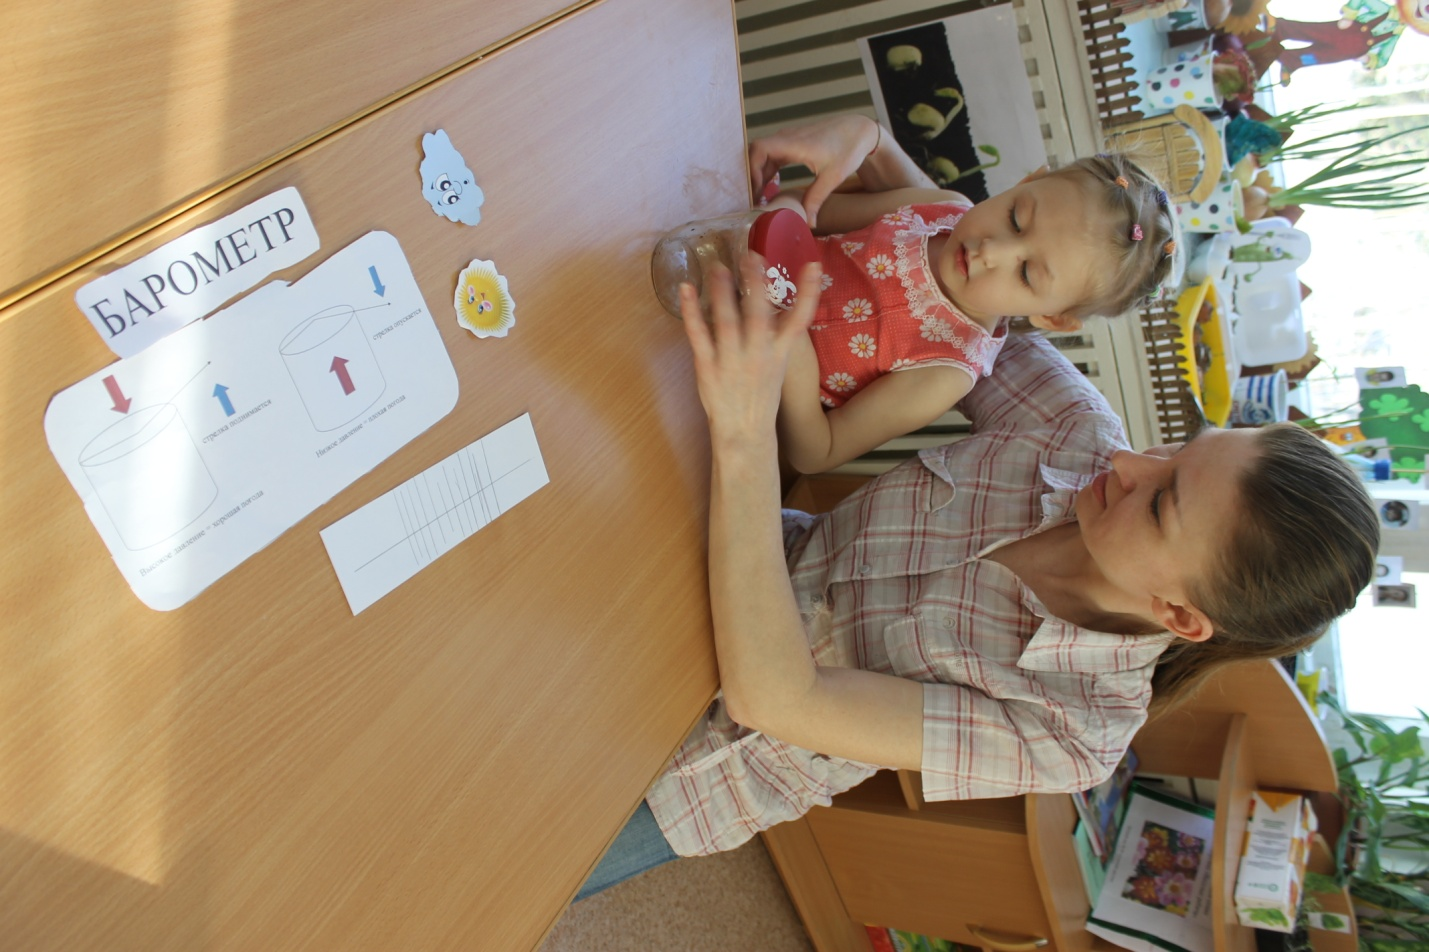 БАРОМЕТР
стрелка поднимается
Высокое давление = хорошая погода
стрелка опускается
Низкое давление = плохая погода